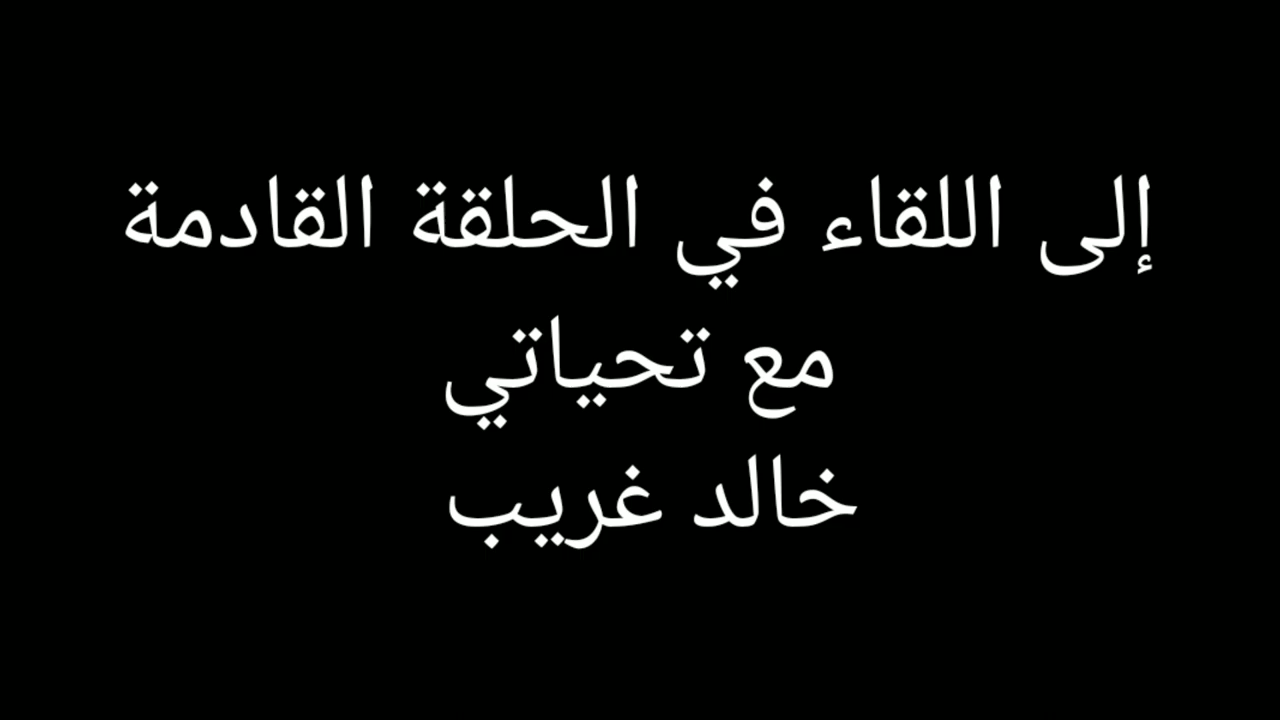 إلى اللقاء في الحلقة القادمة
مع تحياتي
خالد غريب